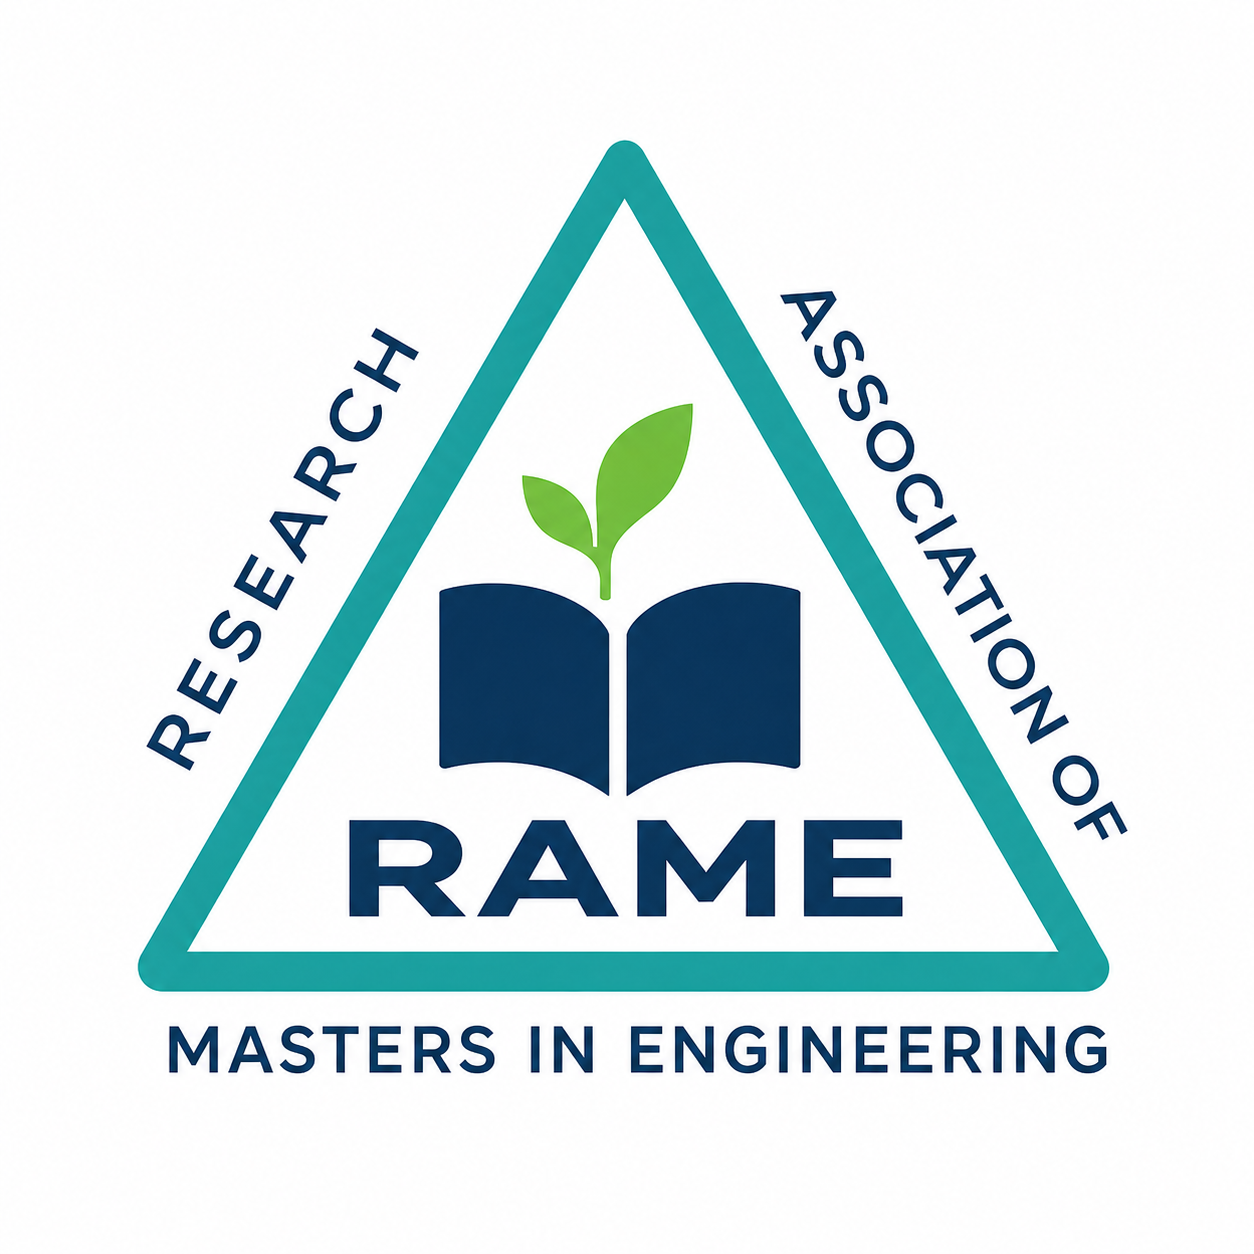 RESEARCH
ASSOCIATION OF
RAME
MASTERS IN ENGINEERING